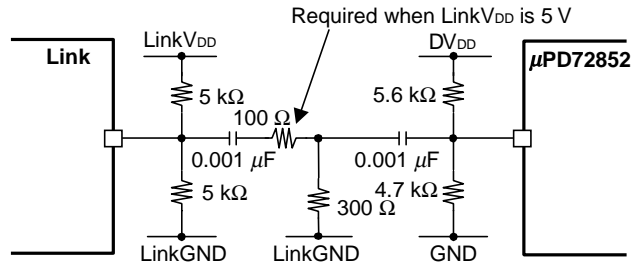 Required when LinkVDD is 5 V
LinkVDD
DVDD
Link
µPD72852
5 kΩ
5.6 kΩ
100 Ω
0.001 µF
0.001 µF
5 kΩ
300 Ω
4.7 kΩ
LinkGND
LinkGND
GND